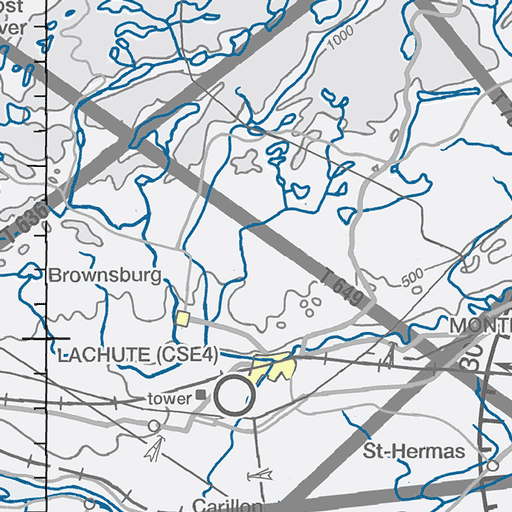 ost
ver
1000
T 636
Brownsburg
T 649
500
MONT
LACHUTE (CSE4)
30
tower
St-Hermas
Carillon